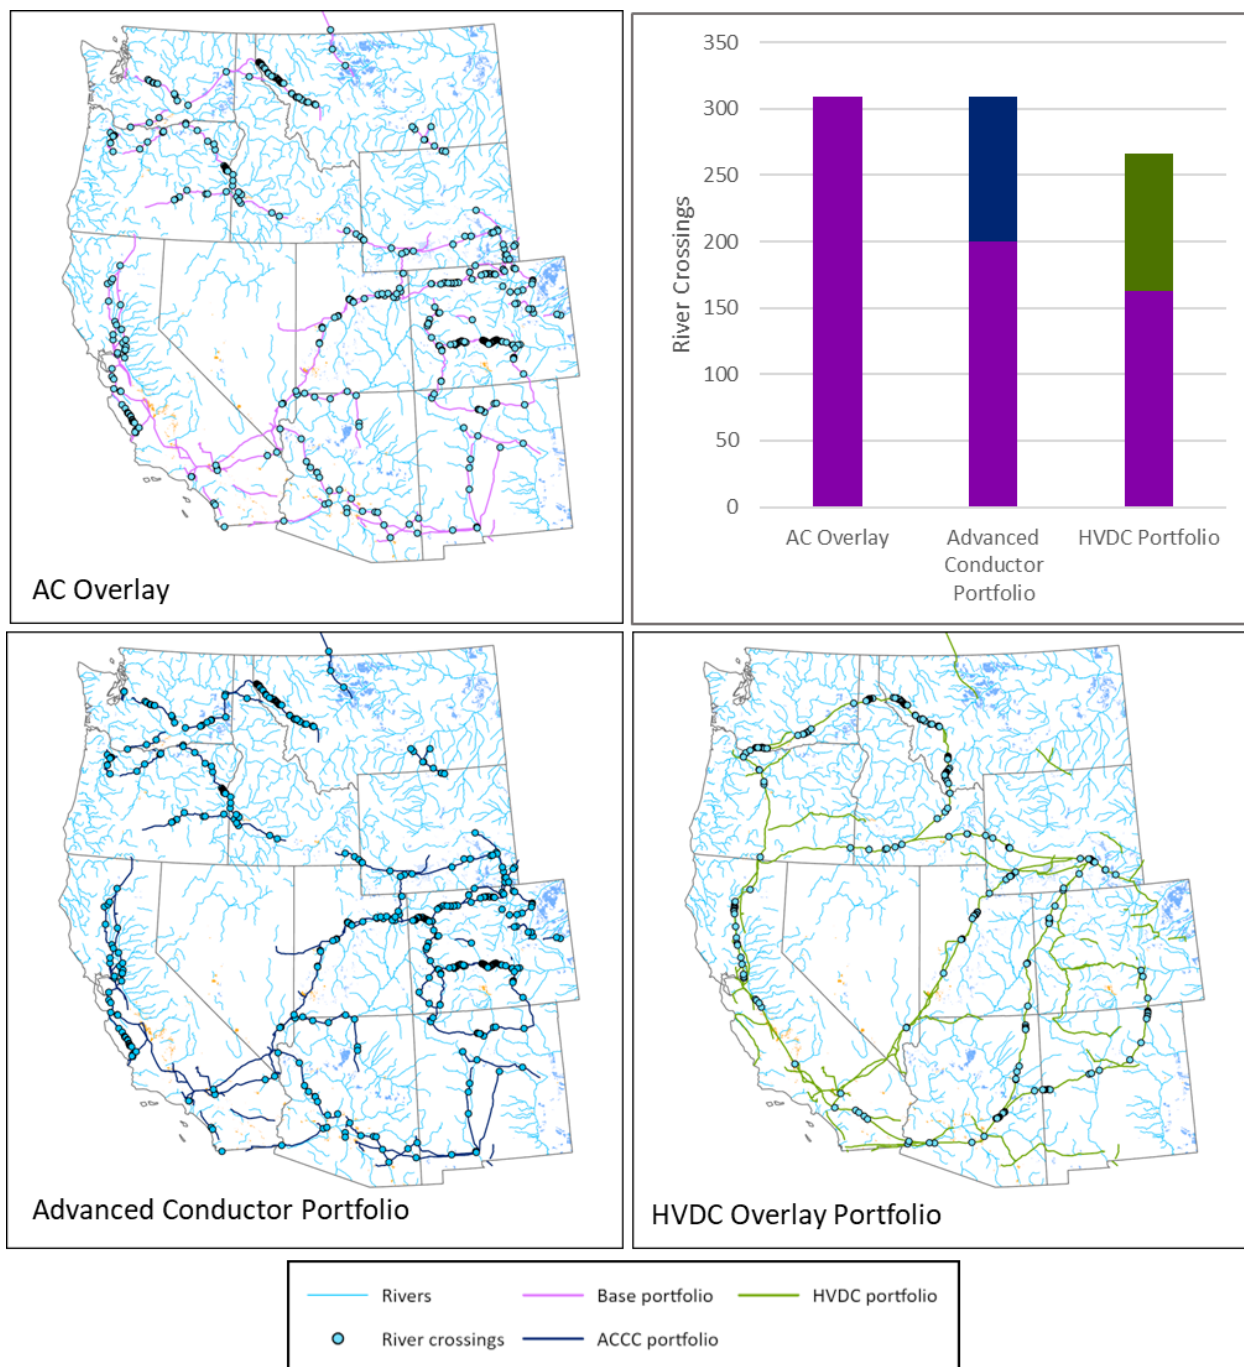 AC Overlay
350
300
250
200
150
100
50
0
River Crossings
AC Overlay
Advanced
Conductor
Portfolio
HVDC Portfolio
Advanced Conductor Portfolio
HVDC Overlay Portfolio
Rivers
Base portfolio
HVDC portfolio
River crossings
ACCC portfolio